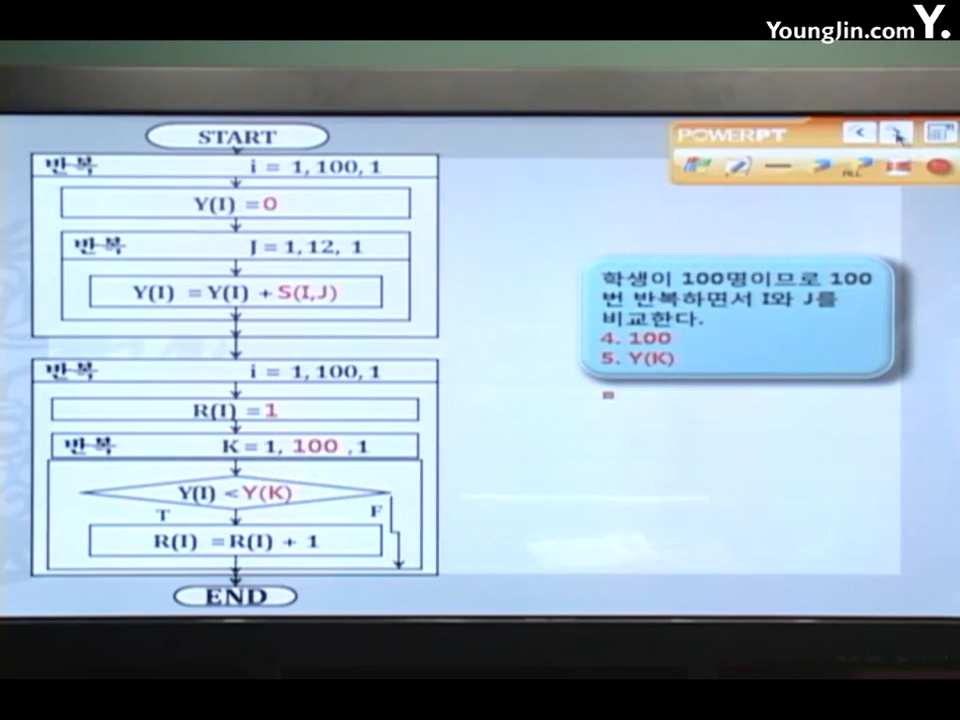 YoungJin.com Y.
POWERPT
START
반복 i = 1, 100, 1
Y(I) = 0
반복 J = 1, 12, 1
Y(I) = Y(I) + S(I,J)
반복 i = 1, 100, 1
R(I) = 1
반복 K = 1, 100 , 1
Y(I) < Y(K)
T F
R(I) = R(I) + 1
END
학생이 100명이므로 100
번 반복하면서 I와 J를
비교한다.
4. 100
5. Y(K)